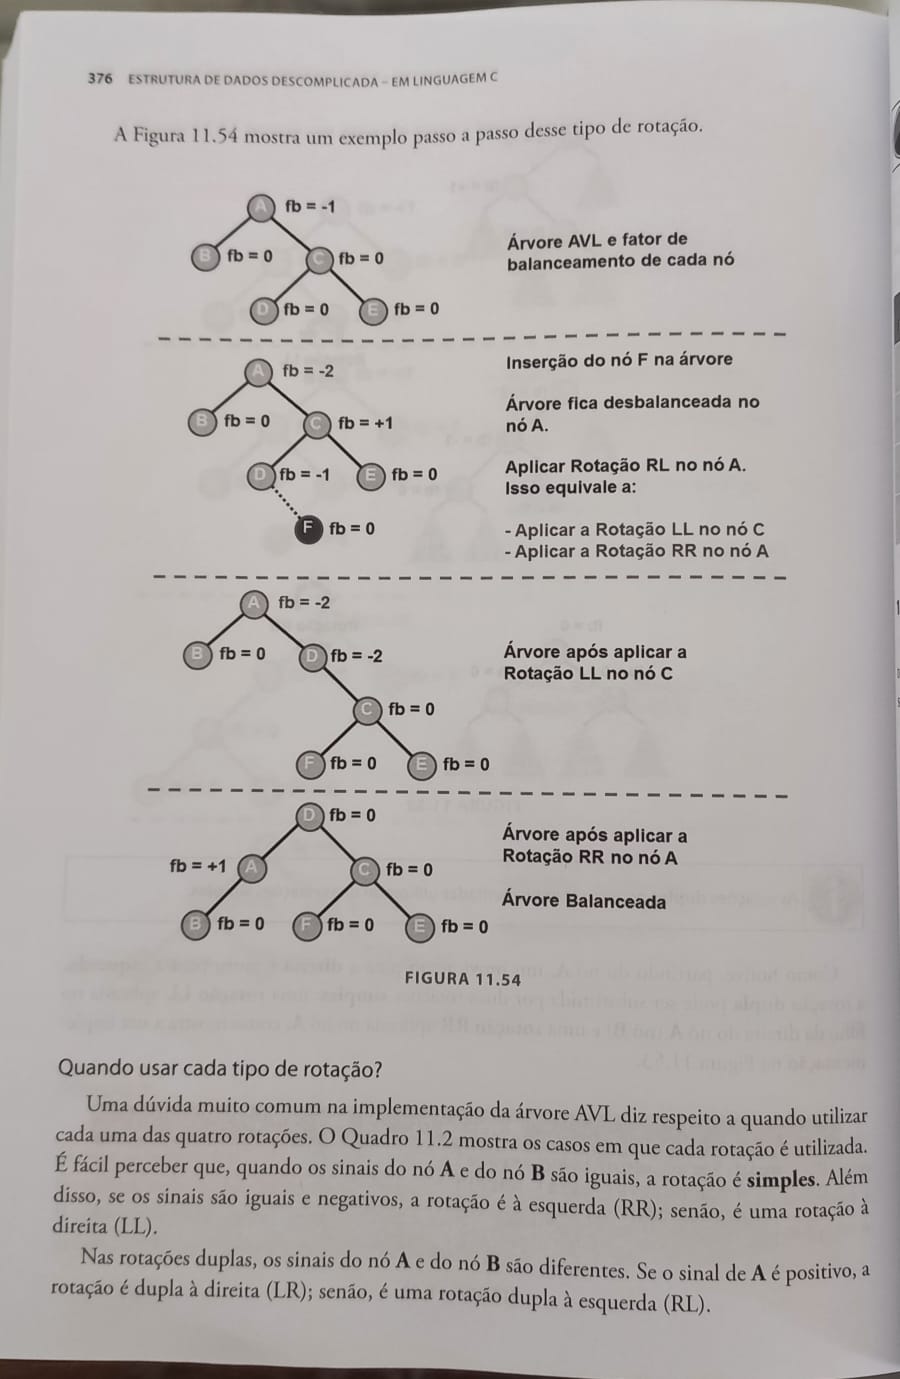 376 ESTRUTURA DE DADOS DESCOMPLICADA – EM LINGUAGEM C
A Figura 11.54 mostra um exemplo passo a passo desse tipo de rotação.
A fb = -1
B fb = 0 C fb = 0
D fb = 0 E fb = 0
Árvore AVL e fator de
balanceamento de cada nó
A fb = -2
B fb = 0 C fb = +1
D fb = -1 E fb = 0
F fb = 0
Inserção do nó F na árvore
Árvore fica desbalanceada no
nó A.
Aplicar Rotação RL no nó A.
Isso equivale a:
- Aplicar a Rotação LL no nó C
- Aplicar a Rotação RR no nó A
A fb = -2
B fb = 0 D fb = -2
C fb = 0
F fb = 0 E fb = 0
Árvore após aplicar a
Rotação LL no nó C
D fb = 0
fb = +1 A C fb = 0
B fb = 0 F fb = 0 E fb = 0
Árvore após aplicar a
Rotação RR no nó A
Árvore Balanceada
FIGURA 11.54
Quando usar cada tipo de rotação?
Uma dúvida muito comum na implementação da árvore AVL diz respeito a quando utilizar
cada uma das quatro rotações. O Quadro 11.2 mostra os casos em que cada rotação é utilizada.
É fácil perceber que, quando os sinais do nó A e do nó B são iguais, a rotação é simples. Além
disso, se os sinais são iguais e negativos, a rotação é à esquerda (RR); senão, é uma rotação à
direita (LL).
Nas rotações duplas, os sinais do nó A e do nó B são diferentes. Se o sinal de A é positivo, a
rotação é dupla à direita (LR); senão, é uma rotação dupla à esquerda (RL).